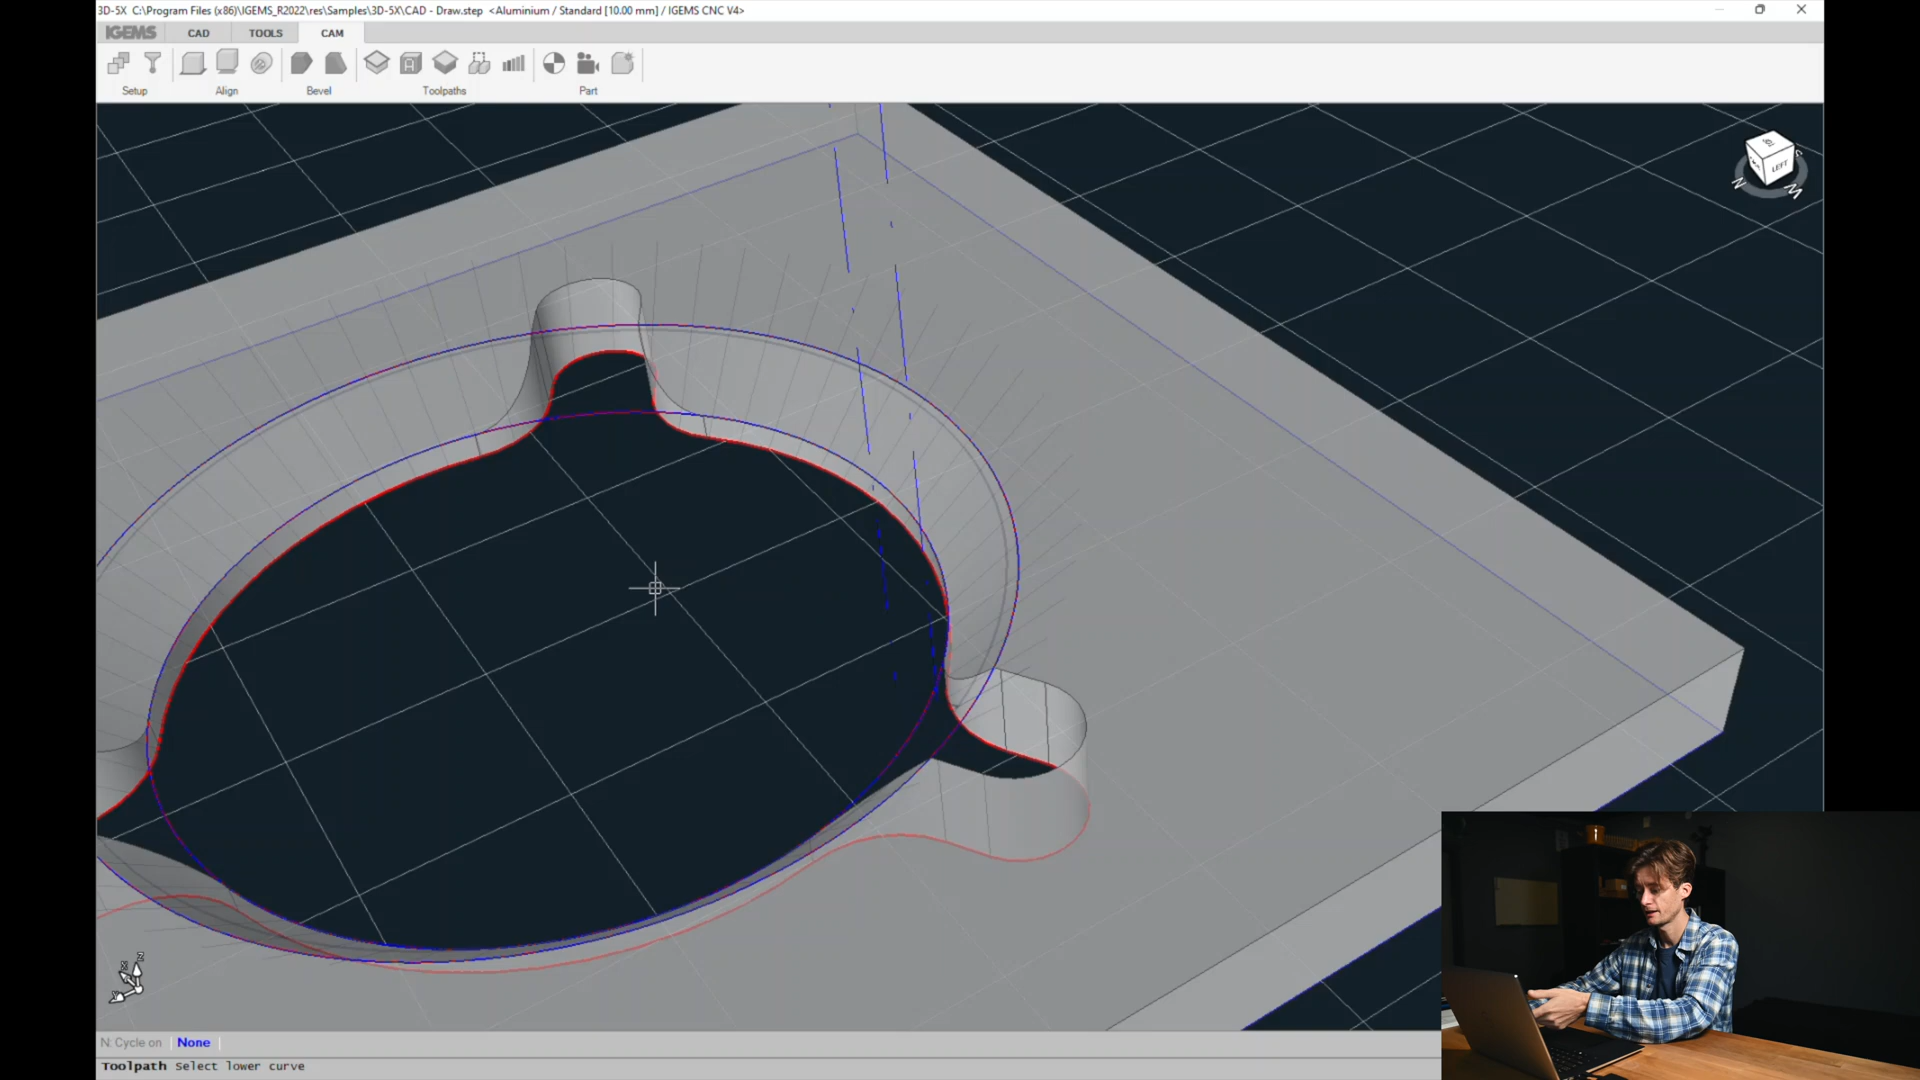 3D-5X C:\Program Files (x86)\IGEMS_R2022\res\Samples\3D-5X\CAD - Draw.step <Aluminium / Standard [10.00 mm] / IGEMS CNC V4>
IGEMS CAD TOOLS CAM
Setup Align Bevel Toolpaths Part
LEFT
N
N: Cycle on None
Toolpath Select lower curve